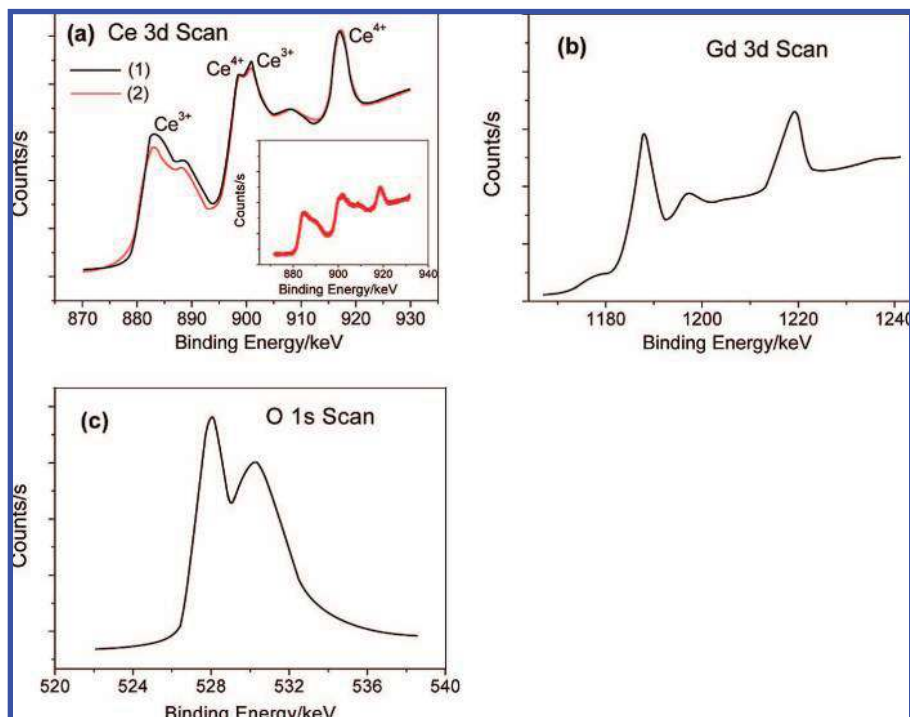 (a) Ce 3d Scan
(1)
(2)
Ce3+
Ce4+
Ce3+
Ce4+
Counts/s
870 880 890 900 910 920 930
Binding Energy/keV
Counts/s
880 900 920 940
Binding Energy/keV
(b) Gd 3d Scan
Counts/s
1180 1200 1220 1240
Binding Energy/keV
(c) O 1s Scan
Counts/s
520 524 528 532 536 540
Binding Energy/keV